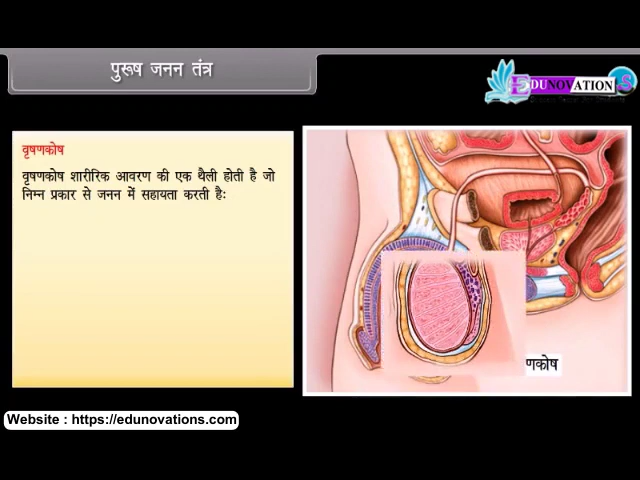 पुरूष जनन तंत्र
EDUNOVATIONS
वृषणकोष
वृषणकोष शारीरिक आवरण की एक थैली होती है जो
निम्न प्रकार से जनन में सहायता करती है:
णकोष
Website : https://edunovations.com